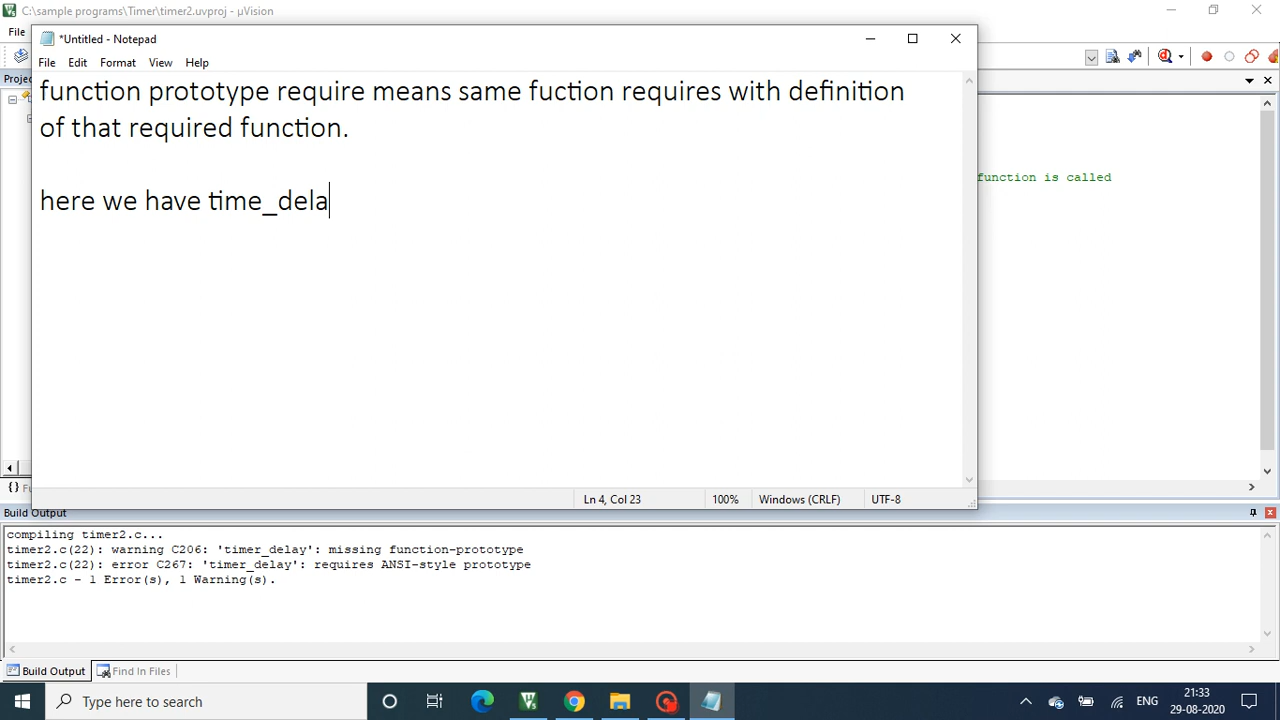 C:\sample programs\Timer\timer2.uvproj - µVision
File
*Untitled - Notepad
File Edit Format View Help
Projec
function prototype require means same fuction requires with definition
of that required function.
function is called
here we have time_dela
{} Fu
Ln 4, Col 23 100% Windows (CRLF) UTF-8
Build Output
compiling timer2.c...
timer2.c(22): warning C206: 'timer_delay': missing function-prototype
timer2.c(22): error C267: 'timer_delay': requires ANSI-style prototype
timer2.c - 1 Error(s), 1 Warning(s).
Build Output Find In Files
Type here to search
ENG
21:33
29-08-2020